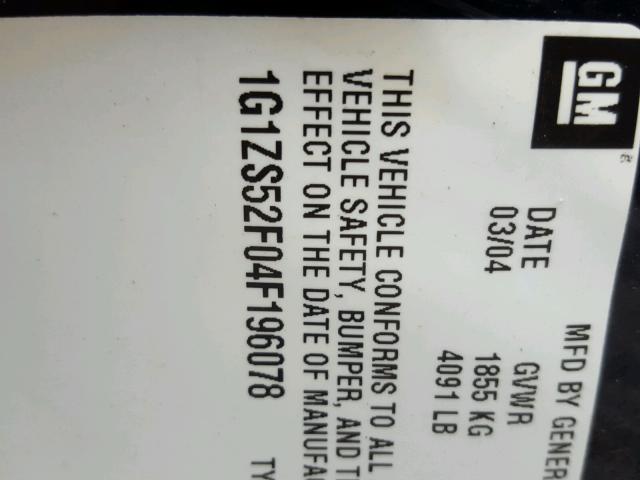 GM
MFD BY GENER
DATE GVWR
03/04 1855 KG
4091 LB
THIS VEHICLE CONFORMS TO ALL
VEHICLE SAFETY, BUMPER, AND T
EFFECT ON THE DATE OF MANUFA
1G1ZS52F04F196078 TY